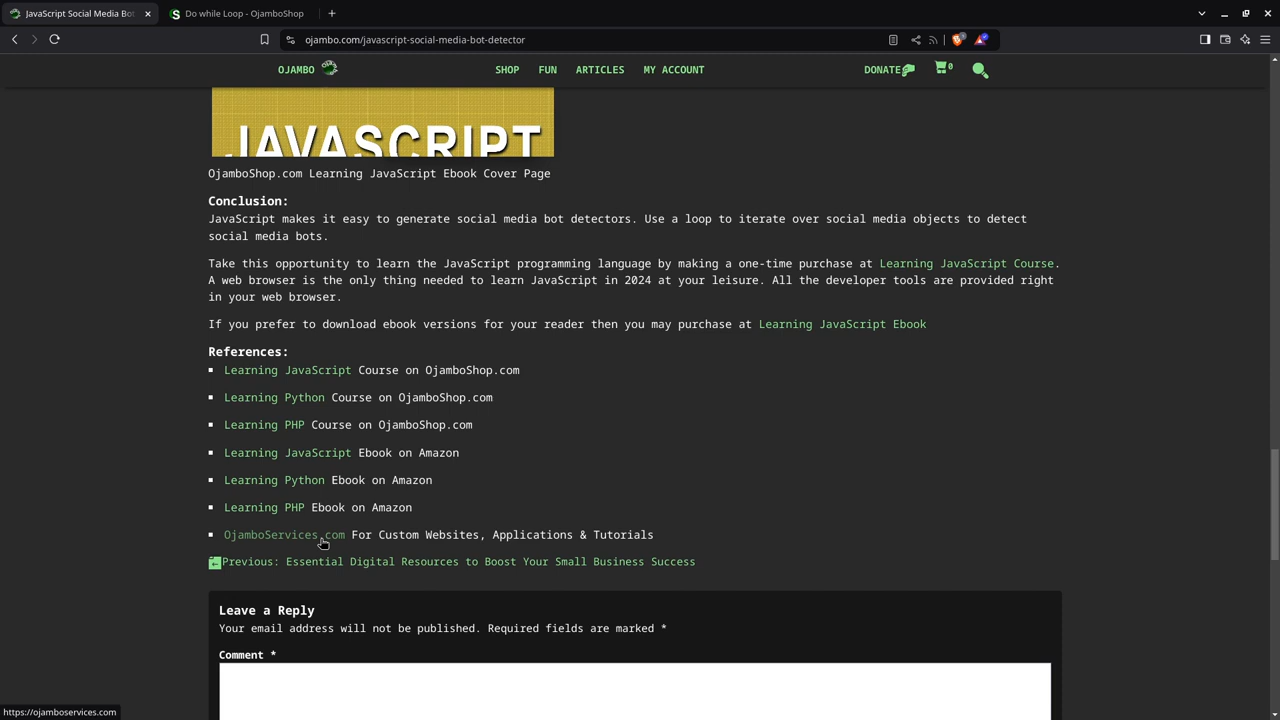 JavaScript Social Media Bot
Do while Loop - OjamboShop
ojambo.com/javascript-social-media-bot-detector
OJAMBO
SHOP
FUN
ARTICLES
MY ACCOUNT
DONATE
0
JAVASCRIPT
OjamboShop.com Learning JavaScript Ebook Cover Page
Conclusion:
JavaScript makes it easy to generate social media bot detectors. Use a loop to iterate over social media objects to detect
social media bots.
Take this opportunity to learn the JavaScript programming language by making a one-time purchase at Learning JavaScript Course.
A web browser is the only thing needed to learn JavaScript in 2024 at your leisure. All the developer tools are provided right
in your web browser.
If you prefer to download ebook versions for your reader then you may purchase at Learning JavaScript Ebook
References:
Learning JavaScript Course on OjamboShop.com
Learning Python Course on OjamboShop.com
Learning PHP Course on OjamboShop.com
Learning JavaScript Ebook on Amazon
Learning Python Ebook on Amazon
Learning PHP Ebook on Amazon
OjamboServices.com For Custom Websites, Applications & Tutorials
Previous: Essential Digital Resources to Boost Your Small Business Success
Leave a Reply
Your email address will not be published. Required fields are marked *
Comment *
https://ojamboservices.com